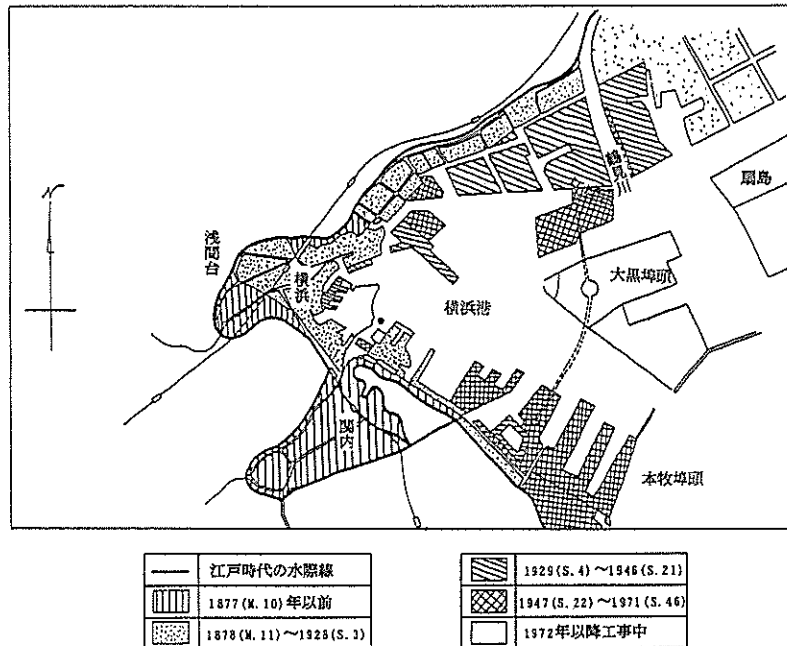 N
浅間台
横浜
横浜港
鶴見川
扇島
大黒埠頭
関内
本牧埠頭
江戸時代の水際線
1877(M.10)年以前
1878(M.11)～1928(S.3)
1929(S.4)～1946(S.21)
1947(S.22)～1971(S.46)
1972年以降工事中